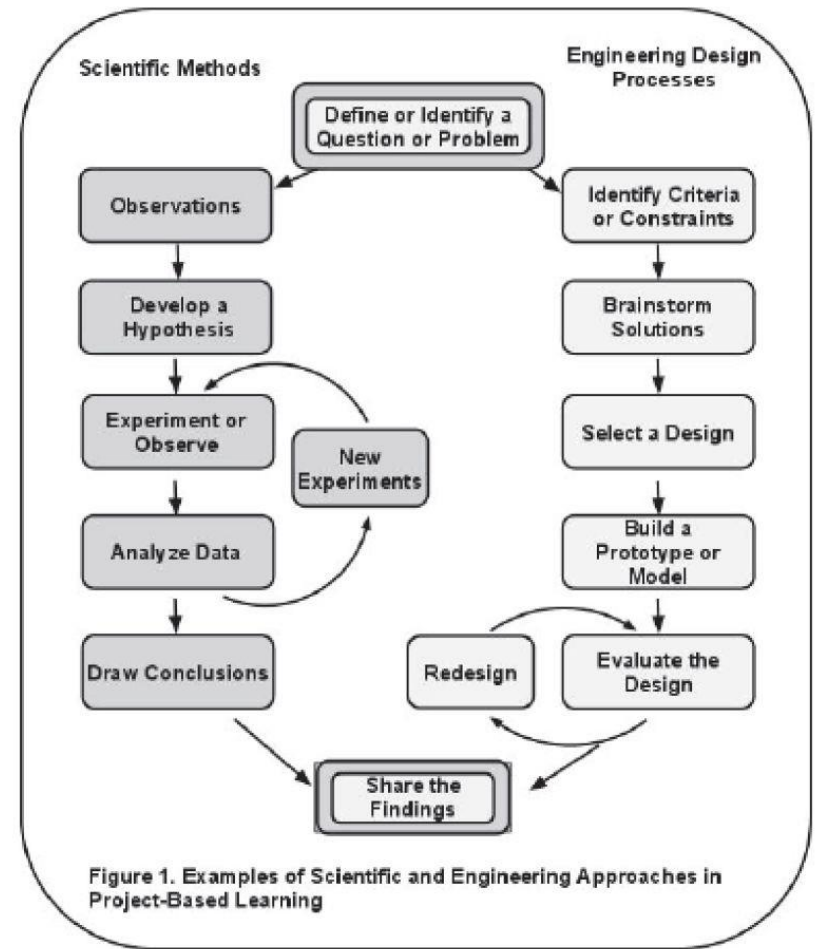 Scientific Methods
Engineering Design
Processes
Define or Identify a
Question or Problem
Observations
Develop a
Hypothesis
Experiment or
Observe
New
Experiments
Analyze Data
Draw Conclusions
Identify Criteria
or Constraints
Brainstorm
Solutions
Select a Design
Build a
Prototype or
Model
Redesign
Evaluate the
Design
Share the
Findings
Figure 1. Examples of Scientific and Engineering Approaches in
Project-Based Learning